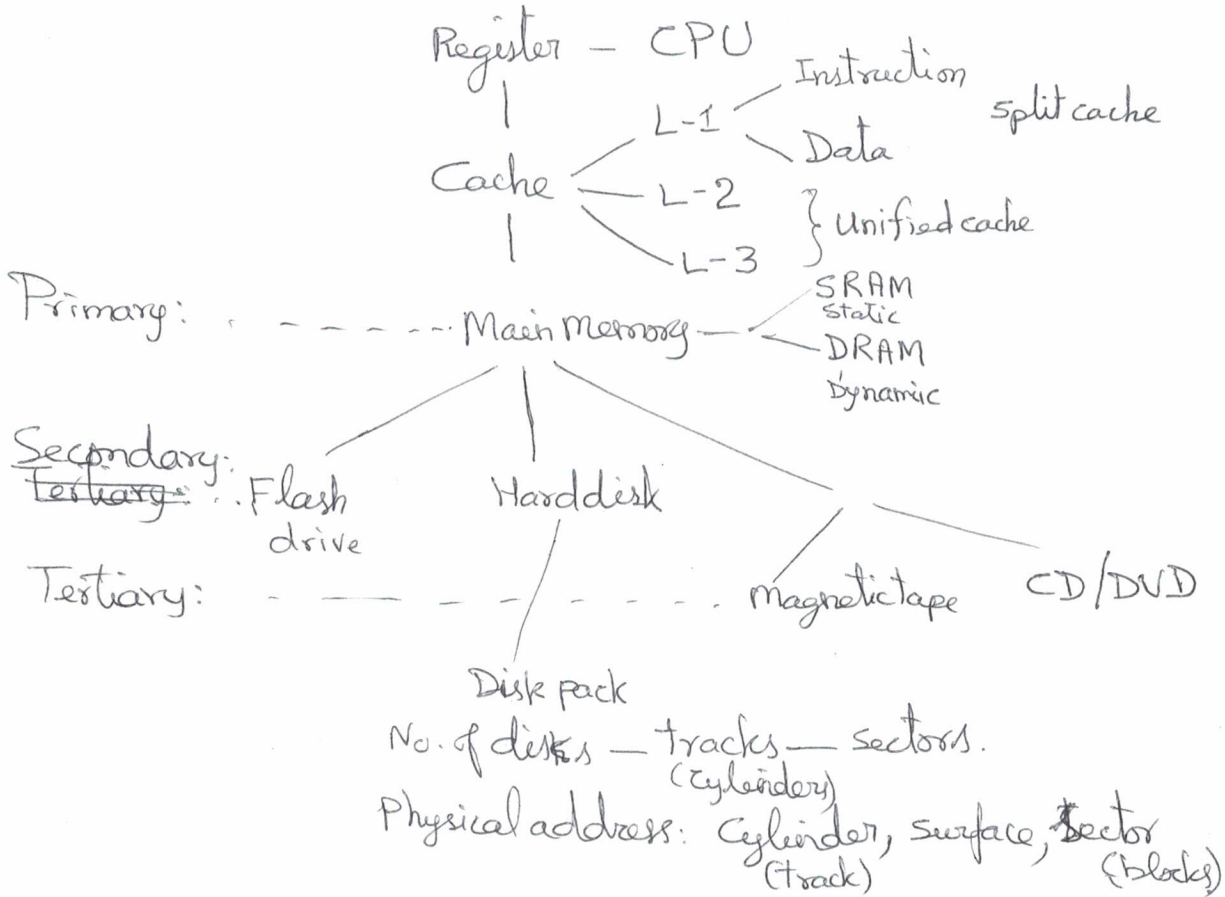 Register - CPU
Instruction
L-1
split cache
Data
Cache
L-2
Unified cache
L-3
SRAM
Static
Primary:
Main Memory
DRAM
Dynamic
Secondary:
Tertiary:
Flash
drive
Harddisk
Tertiary:
Magnetic tape
CD/DVD
Disk pack
No. of disks — tracks — sectors.
(cylinders)
Physical address: Cylinder, surface, sector
(track)
(blocks)